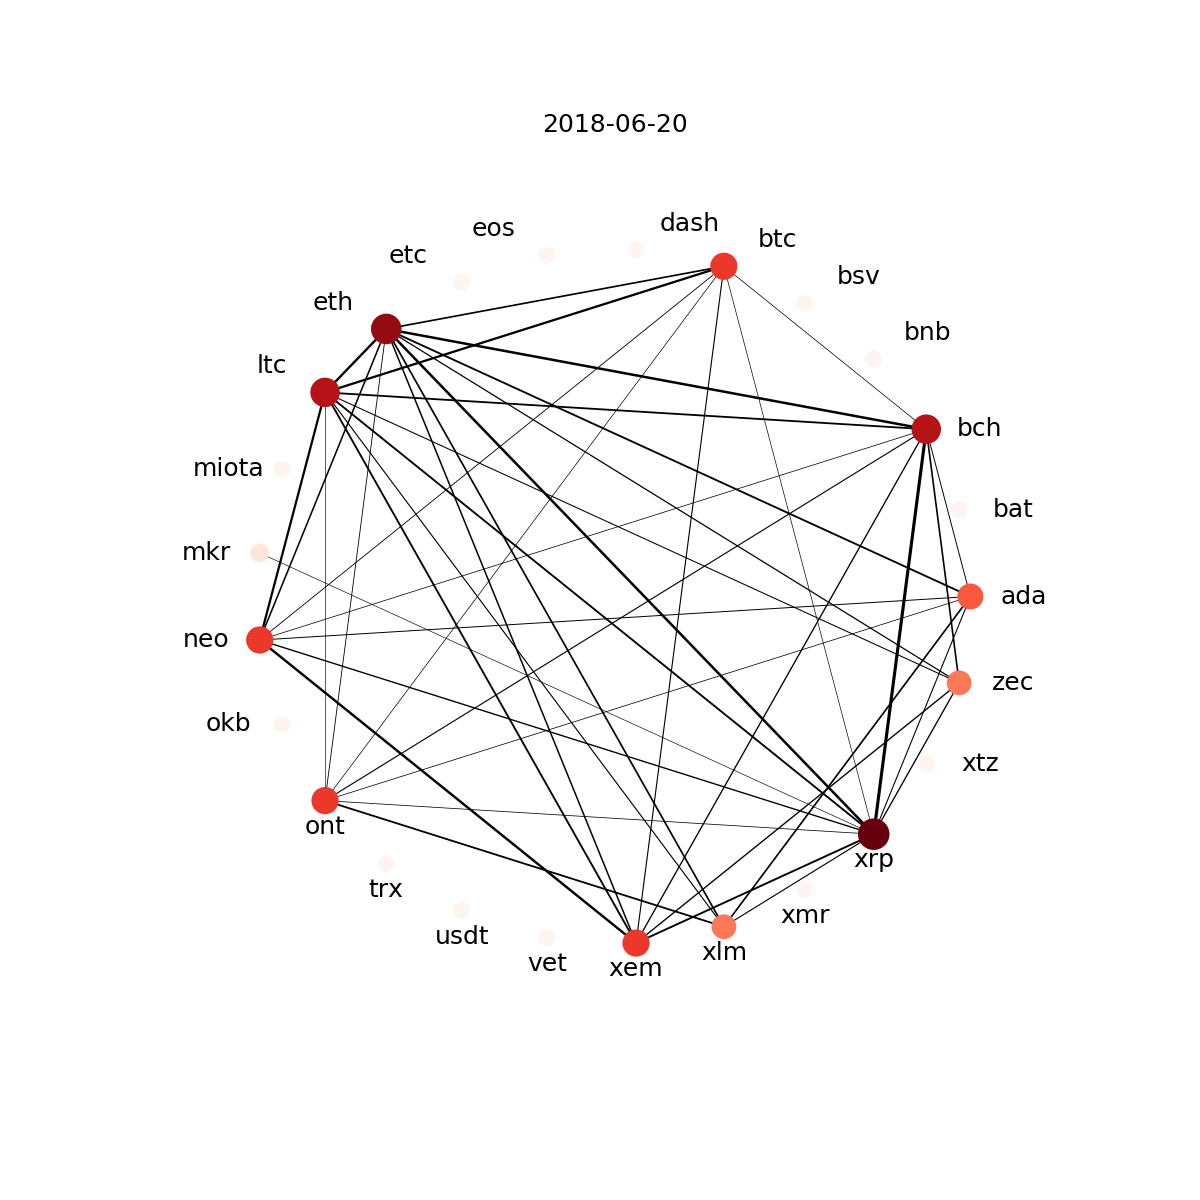 2018-06-20
dash
eos
btc
etc
bsv
eth
bnb
ltc
bch
miota
bat
mkr
ada
neo
zec
okb
xtz
ont
xrp
trx
xmr
usdt
xlm
vet
xem